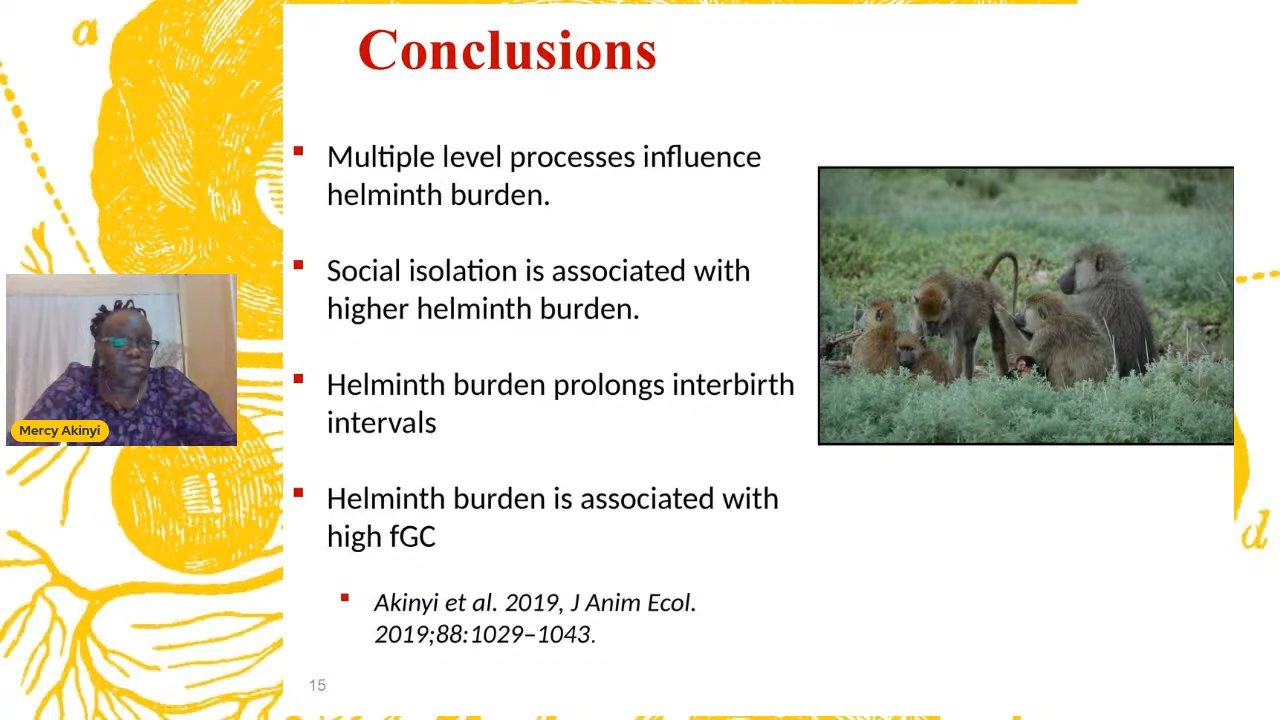 a
Conclusions
Multiple level processes influence
helminth burden.
Social isolation is associated with
higher helminth burden.
Mercy Akinyi
Helminth burden prolongs interbirth
intervals
Helminth burden is associated with
high fGC
d
Akinyi et al. 2019, J Anim Ecol.
2019;88:1029–1043.
15